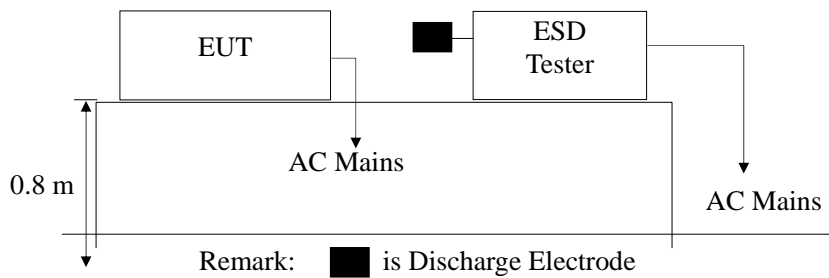 EUT
ESD
Tester
AC Mains
0.8 m
AC Mains
Remark: is Discharge Electrode